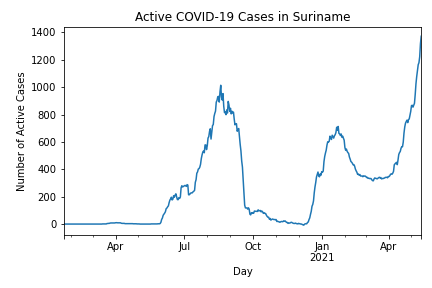 Active COVID-19 Cases in Suriname
1400
1200
1000
800
600
400
200
0
Number of Active Cases
Apr Jul Oct Jan Apr
2021
Day